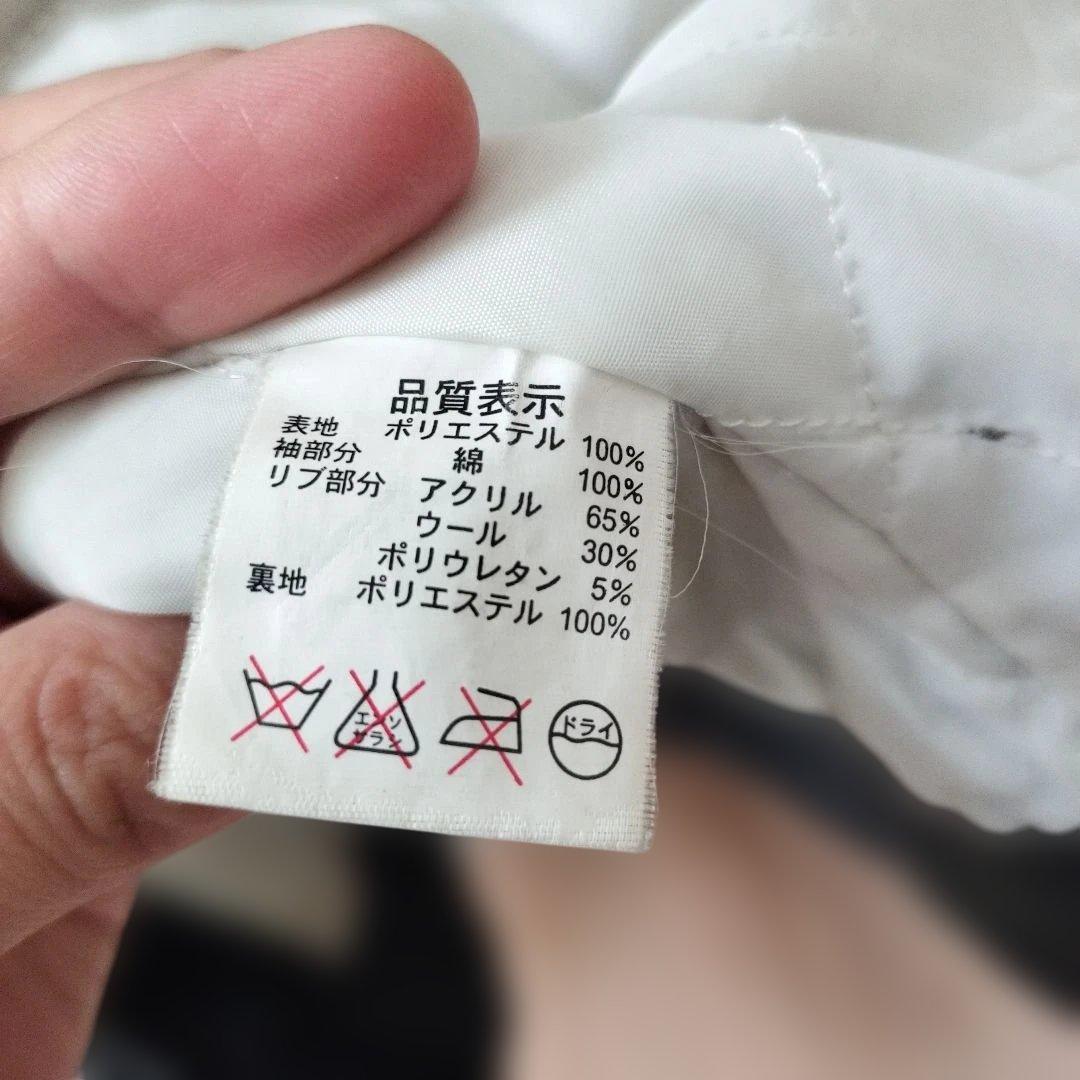 品質表示
表地 ポリエステル 100%
袖部分 綿 100%
リブ部分 アクリル 65%
ウール 30%
ポリウレタン 5%
裏地 ポリエステル 100%
エンソサラシ ドライ